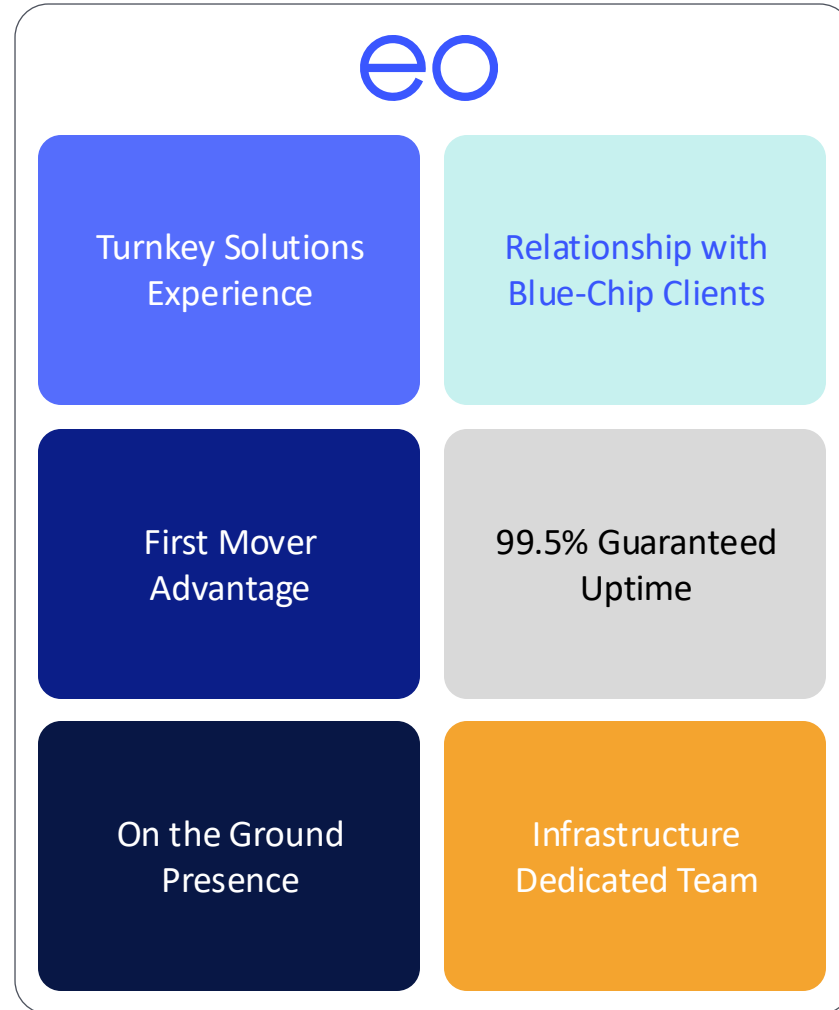 eo
Turnkey Solutions
Experience
Relationship with
Blue-Chip Clients
First Mover
Advantage
99.5% Guaranteed
Uptime
On the Ground
Presence
Infrastructure
Dedicated Team